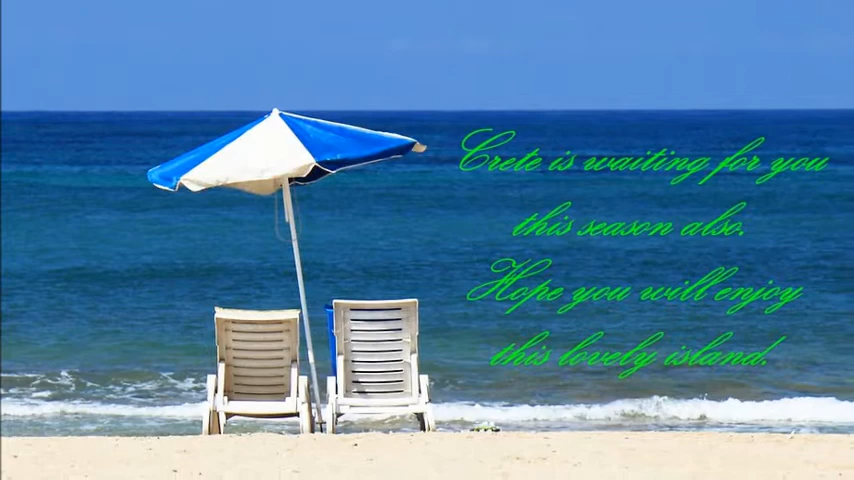 Crete is waiting for you
this season also.
Hope you will enjoy
this lovely island.